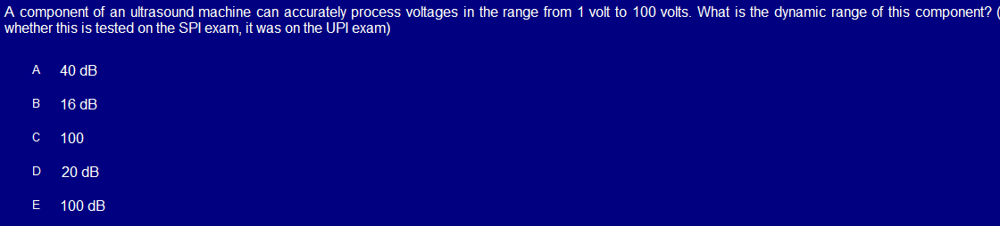 A component of an ultrasound machine can accurately process voltages in the range from 1 volt to 100 volts. What is the dynamic range of this component? (
whether this is tested on the SPI exam, it was on the UPI exam)
A 40 dB
B 16 dB
C 100
D 20 dB
E 100 dB